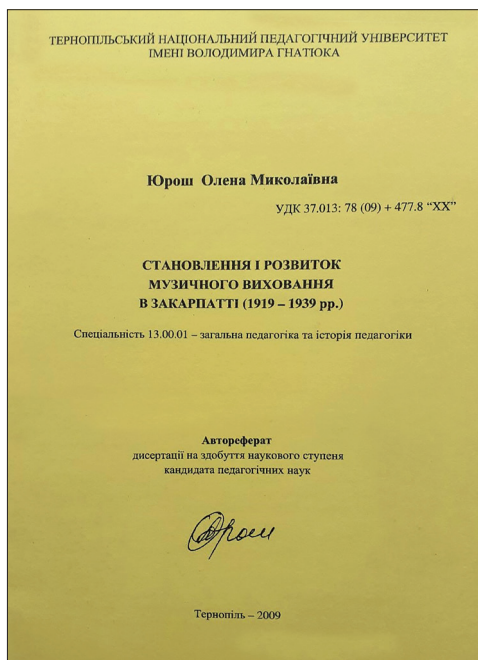 ТЕРНОПІЛЬСЬКИЙ НАЦІОНАЛЬНИЙ ПЕДАГОГІЧНИЙ УНІВЕРСИТЕТ
ІМЕНІ ВОЛОДИМИРА ГНАТЮКА
Юрош Олена Миколаївна
УДК 37.013: 78 (09) + 477.8 “ХХ”
СТАНОВЛЕННЯ І РОЗВИТОК
МУЗИЧНОГО ВИХОВАННЯ
В ЗАКАРПАТТІ (1919 – 1939 рр.)
Спеціальність 13.00.01 – загальна педагогіка та історія педагогіки
Автореферат
дисертації на здобуття наукового ступеня
кандидата педагогічних наук
Тернопіль – 2009